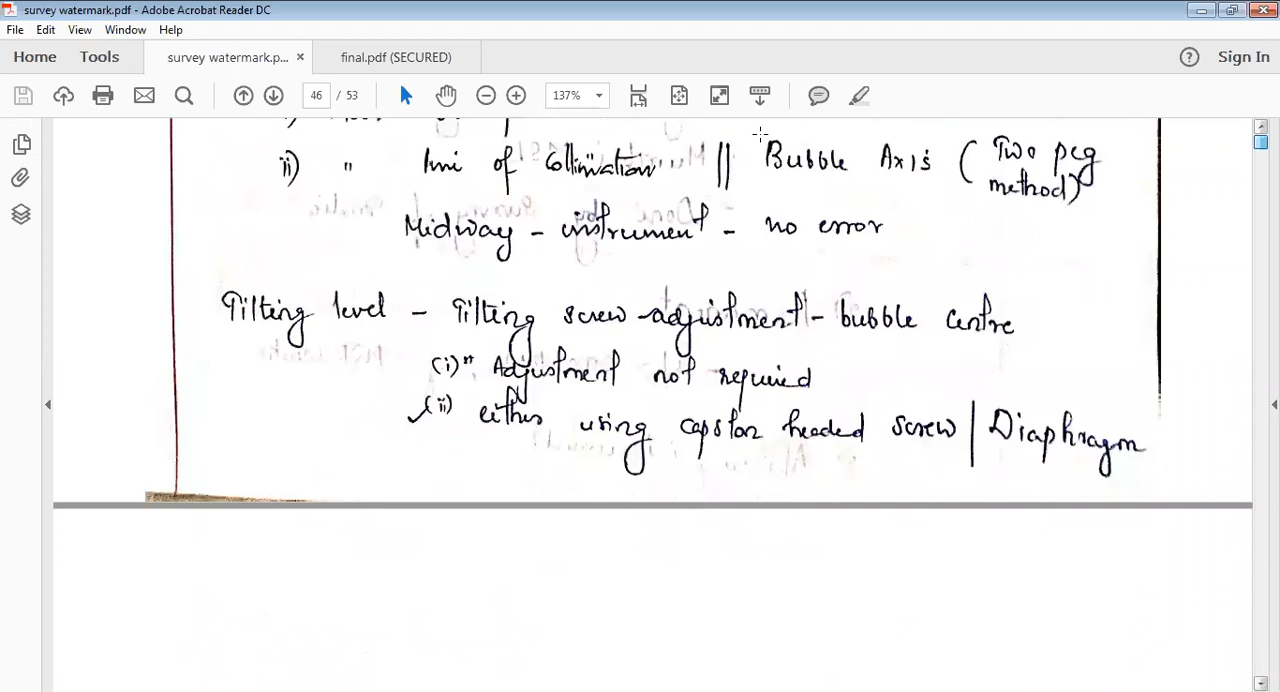 survey watermark.pdf - Adobe Acrobat Reader DC
File Edit View Window Help
Home Tools survey watermark.p... × final.pdf (SECURED) Sign In
46 / 53 137%
ii) " line of Collimation || Bubble Axis (Two peg
method)
Midway - instrument - no error
Tilting level - Tilting screw - adjustment - bubble centre
(i) " Adjustment not required
✓(ii) either using capstan headed screw | Diaphragm